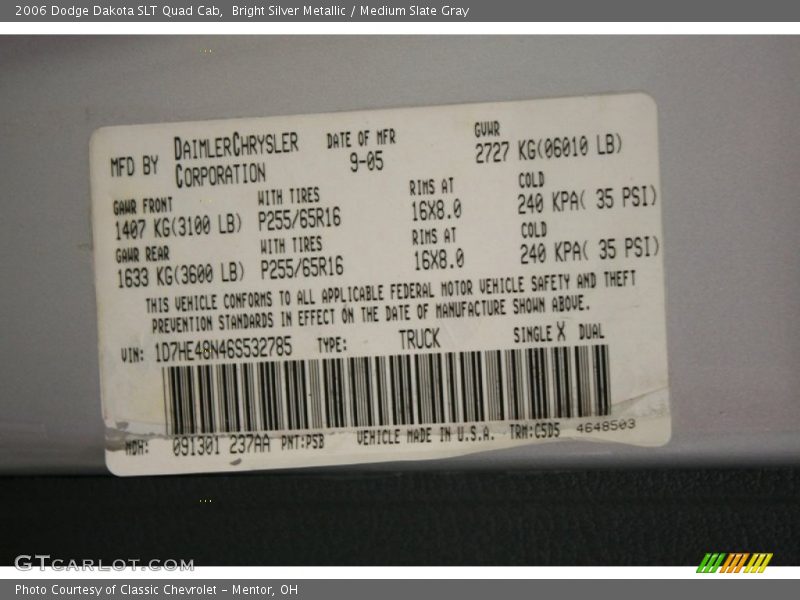 2006 Dodge Dakota SLT Quad Cab,  Bright Silver Metallic / Medium Slate Gray
MFD BY DAIMLERCHRYSLER CORPORATION DATE OF MFR 9-05 GVWR 2727 KG(06010 LB)
GAWR FRONT WITH TIRES RIMS AT COLD
1407 KG(3100 LB) P255/65R16 16X8.0 240 KPA( 35 PSI)
GAWR REAR WITH TIRES RIMS AT COLD
1633 KG(3600 LB) P255/65R16 16X8.0 240 KPA( 35 PSI)
THIS VEHICLE CONFORMS TO ALL APPLICABLE FEDERAL MOTOR VEHICLE SAFETY AND THEFT
PREVENTION STANDARDS IN EFFECT ON THE DATE OF MANUFACTURE SHOWN ABOVE.
VIN: 1D7HE48N46S532785 TYPE: TRUCK SINGLE X DUAL
MDH: 091301 237AA PNT:PSB VEHICLE MADE IN U.S.A. TRM:C5D5 4648503
GTCARLOT.COM
Photo Courtesy of Classic Chevrolet - Mentor, OH